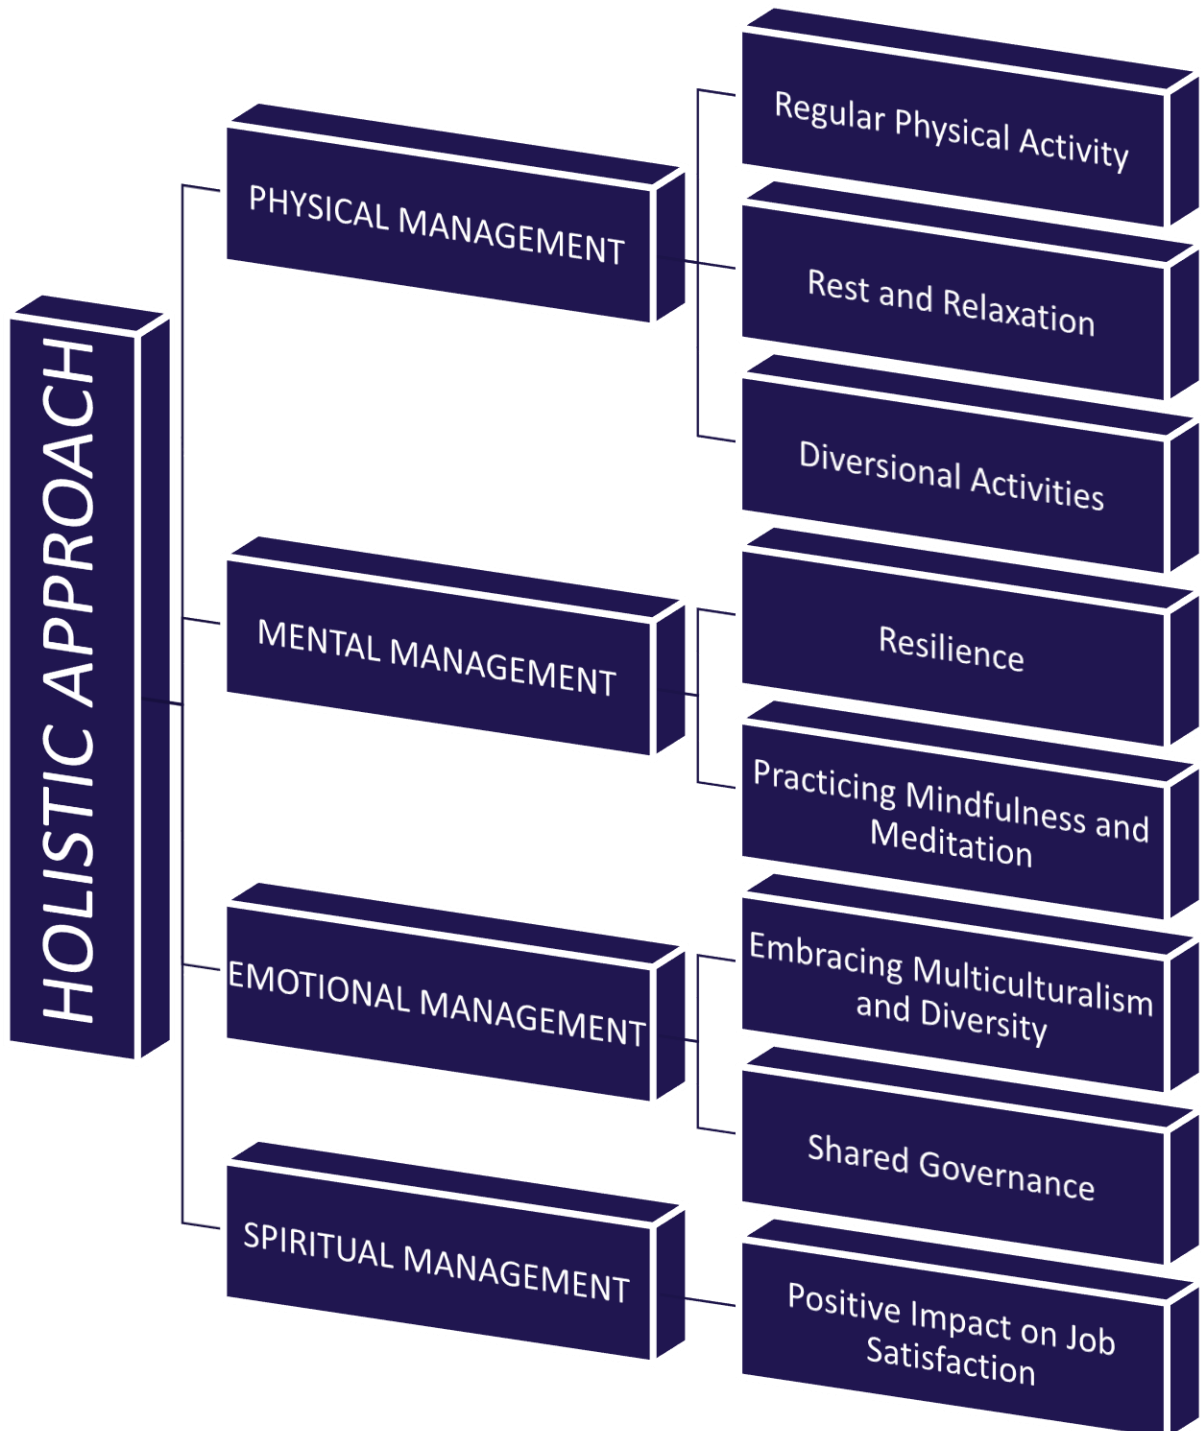 HOLISTIC APPROACH
PHYSICAL MANAGEMENT
Regular Physical Activity
Rest and Relaxation
Diversional Activities
MENTAL MANAGEMENT
Resilience
Practicing Mindfulness and
Meditation
EMOTIONAL MANAGEMENT
Embracing Multiculturalism
and Diversity
Shared Governance
SPIRITUAL MANAGEMENT
Positive Impact on Job
Satisfaction